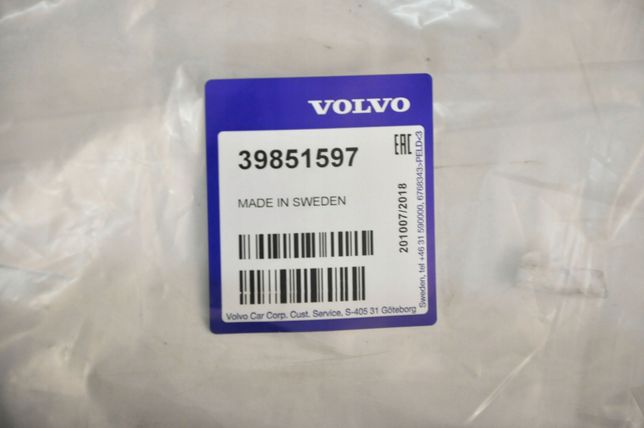 VOLVO
39851597
EAC
MADE IN SWEDEN
201007/2018
Sweden, tel +46 31 590000, 6768343>PELD<3
Volvo Car Corp. Cust. Service, S-405 31 Göteborg